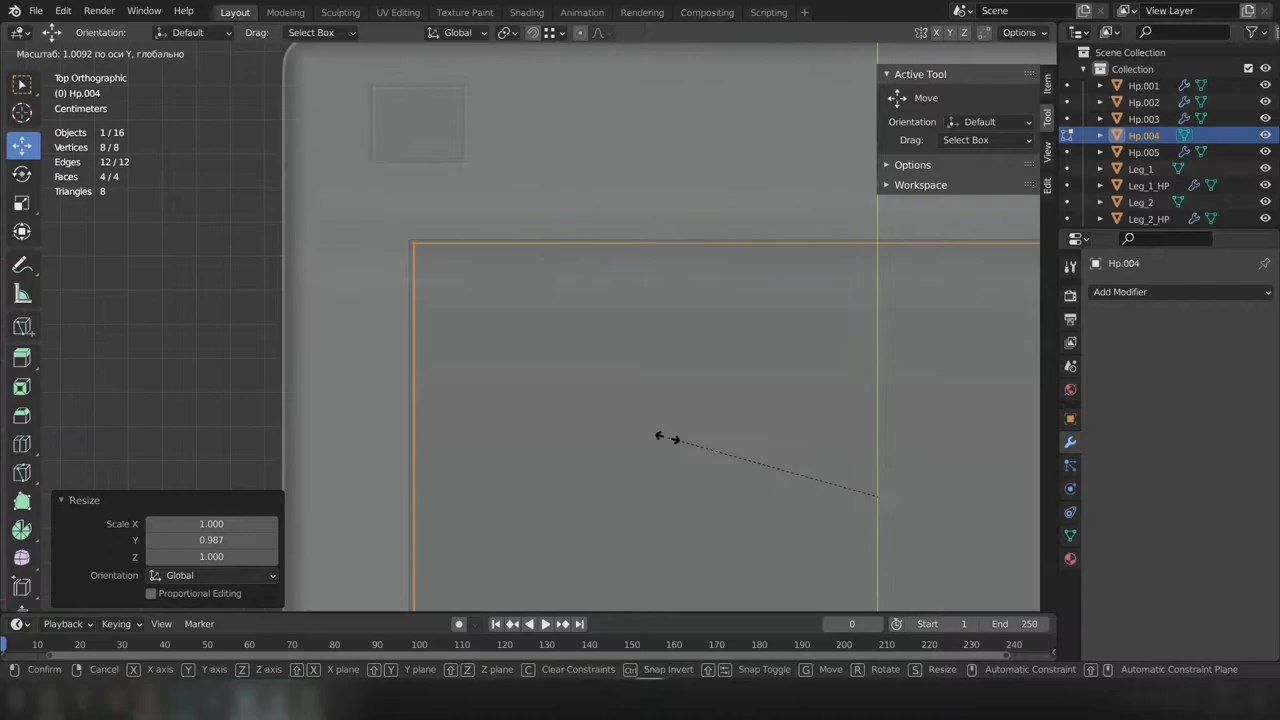 File Edit Render Window Help Layout Modeling Sculpting UV Editing Texture Paint Shading Animation Rendering Compositing Scripting + Scene View Layer
Orientation: Default Drag: Select Box Global X Y Z Options
Масштаб: 1.0092 по оси Y, глобально
Top Orthographic
(0) Hp.004
Centimeters
Objects 1 / 16
Vertices 8 / 8
Edges 12 / 12
Faces 4 / 4
Triangles 8
Active Tool
Move
Orientation Default
Drag: Select Box
Options
Workspace
Item
Tool
View
Edit
Scene Collection
Collection
Hp.001
Hp.002
Hp.003
Hp.004
Hp.005
Leg_1
Leg_1_HP
Leg_2
Leg_2_HP
Hp.004
Add Modifier
Resize
Scale X 1.000
Y 0.987
Z 1.000
Orientation Global
Proportional Editing
Playback Keying View Marker 0 Start 1 End 250
10 20 30 40 50 60 70 80 90 100 110 120 130 140 150 160 170 180 190 200 210 220 230 240
Confirm Cancel X X axis Y Y axis Z Z axis X X plane Y Y plane Z Z plane C Clear Constraints Ctrl Snap Invert Snap Toggle G Move R Rotate S Resize Automatic Constraint Automatic Constraint Plane